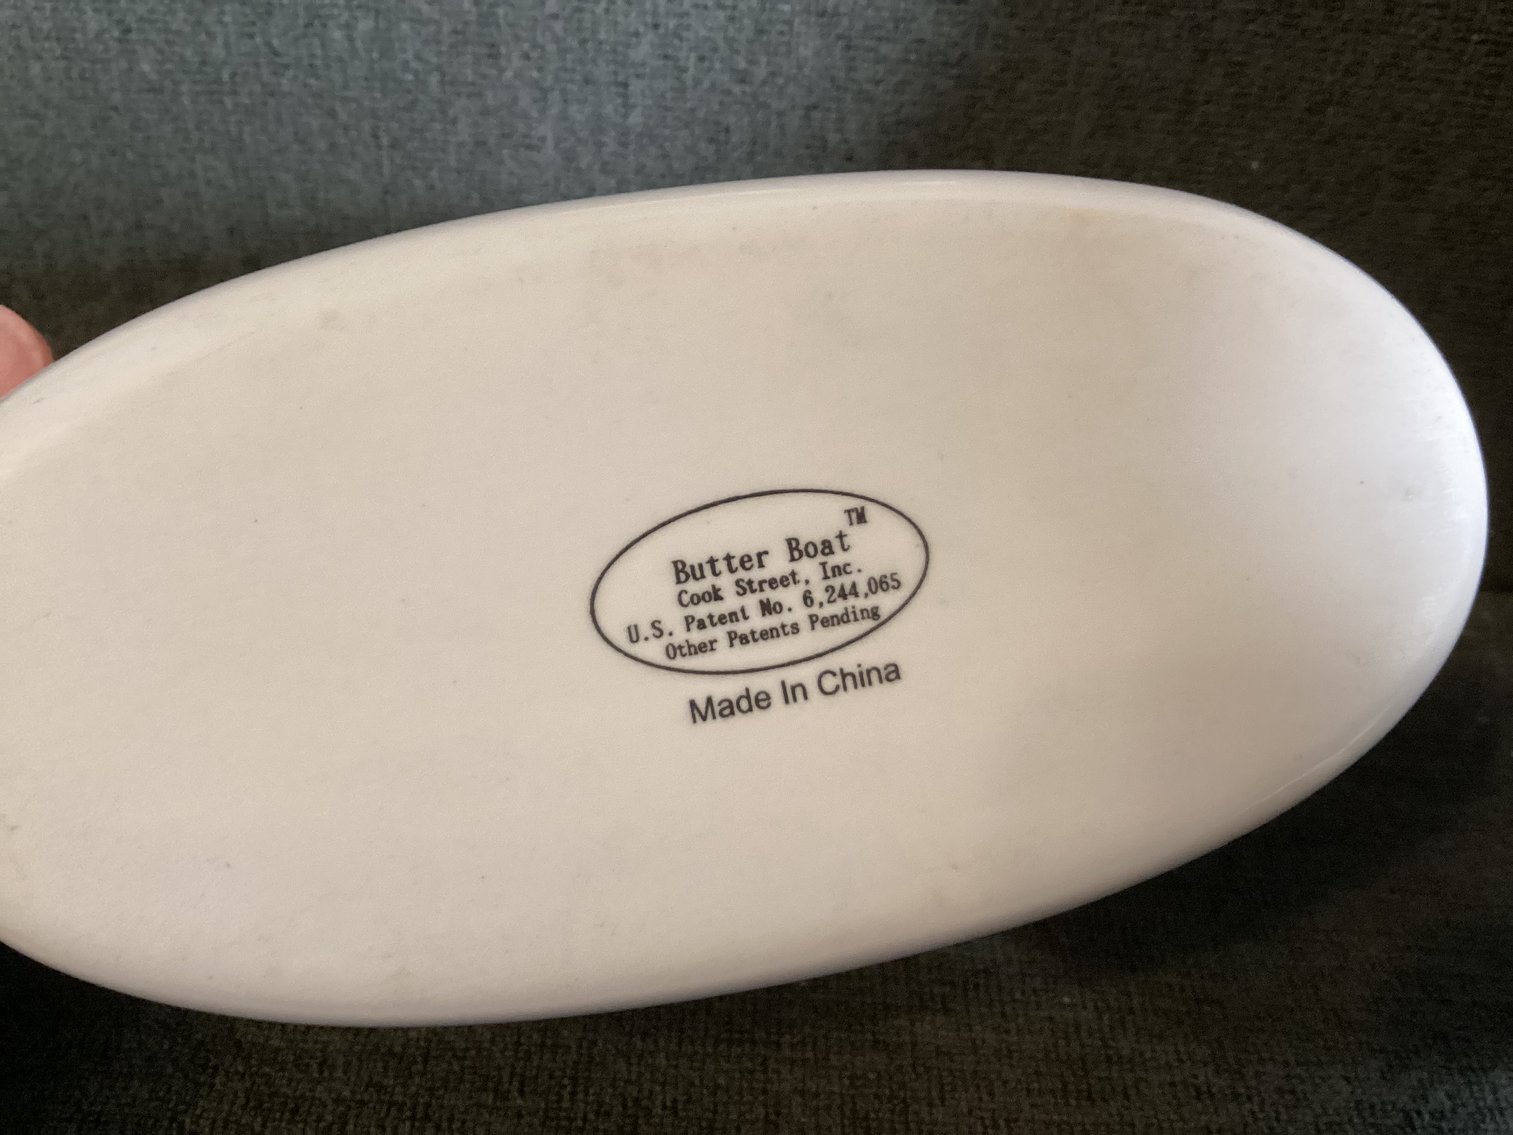 Butter Boat™
Cook Street, Inc.
U.S. Patent No. 6,244,065
Other Patents Pending
Made In China